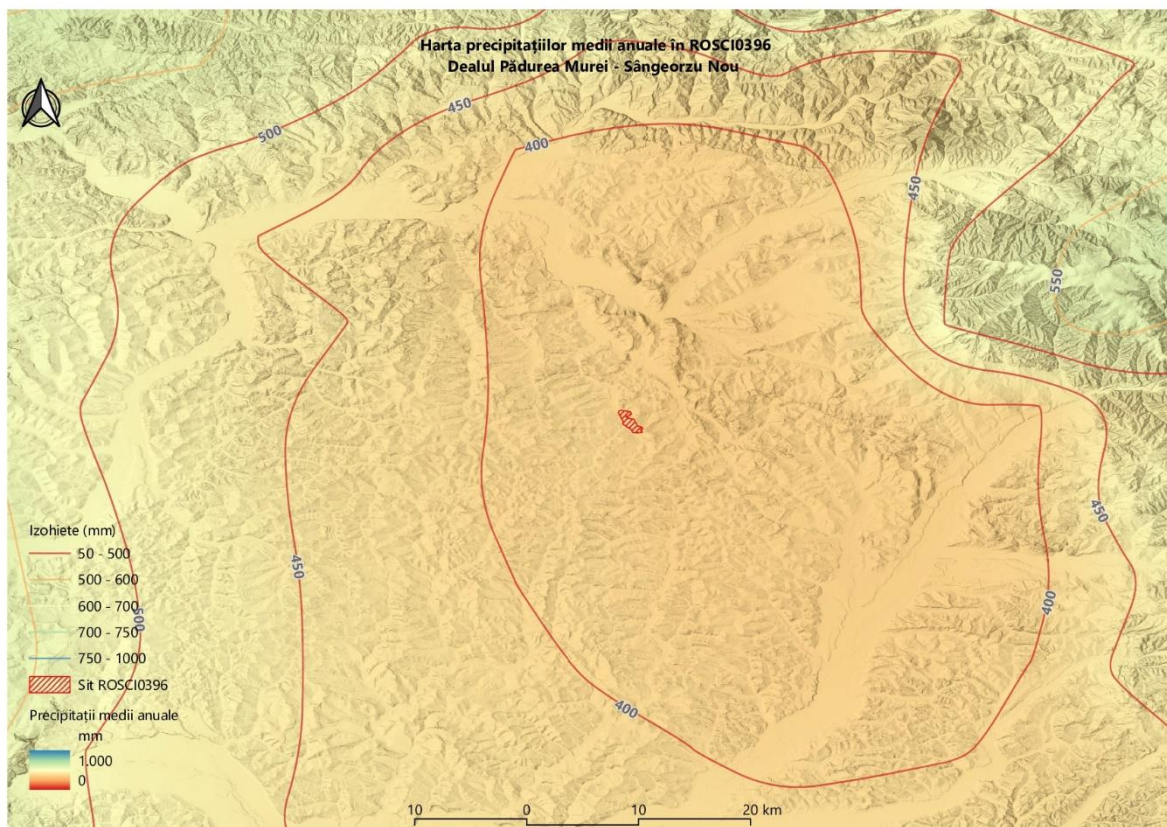 Harta precipitațiilor medii anuale în ROSCI0396
Dealul Pădurea Murei - Sângeorzu Nou
500
450
400
450
550
450
500
450
400
400
Izohiete (mm)
50 - 500
500 - 600
600 - 700
700 - 750
750 - 1000
Sit ROSCI0396
Precipitații medii anuale
mm
1.000
0
10 0 10 20 km